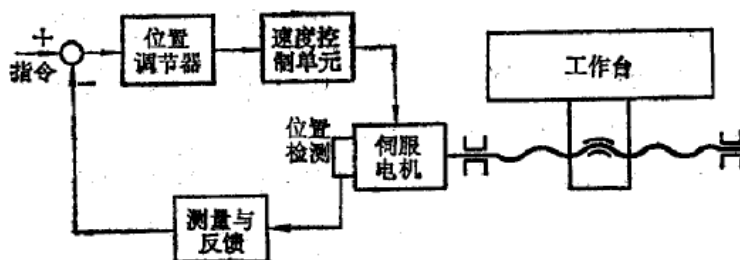 +
指令
位置
调节器
速度控
制单元
工作台
位置
检测
伺服
电机
测量与
反馈